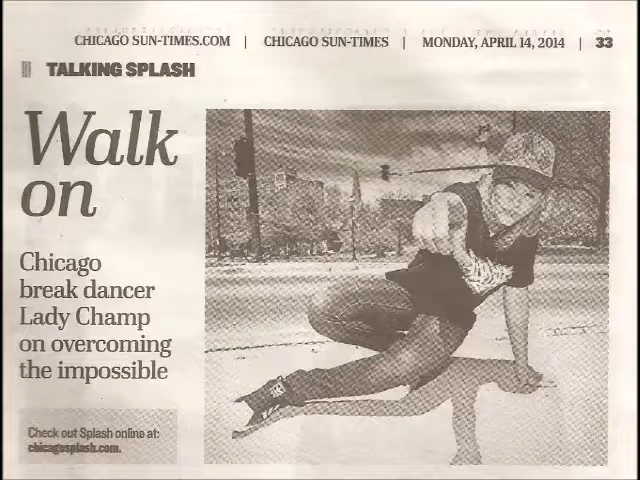 CHICAGO SUN-TIMES.COM | CHICAGO SUN-TIMES | MONDAY, APRIL 14, 2014 | 33
TALKING SPLASH
Walk
on
Chicago
break dancer
Lady Champ
on overcoming
the impossible
Check out Splash online at:
chicagosplash.com.